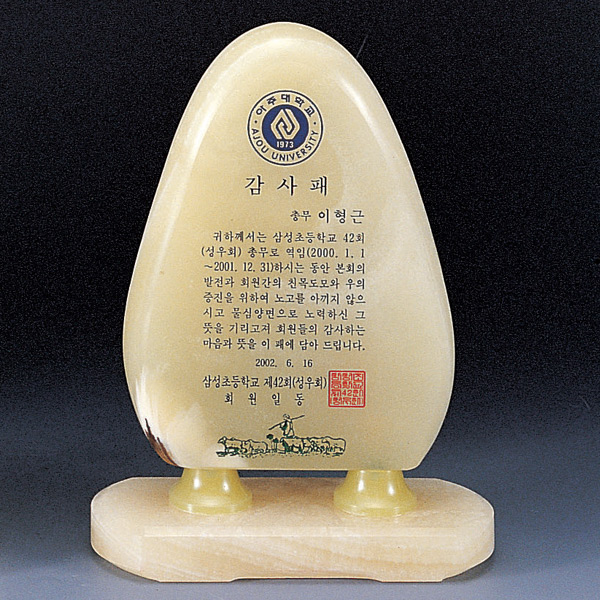 아주대학교
AJOU UNIVERSITY
1973
감사패
총무 이형근
귀하께서는 삼성초등학교 42회
(성우회) 총무로 역임(2000. 1. 1
~2001. 12. 31)하시는 동안 본회의
발전과 회원간의 친목도모와 우의
증진을 위하여 노고를 아끼지 않으
시고 물심양면으로 노력하신 그
뜻을 기리고져 회원들의 감사하는
마음과 뜻을 이 패에 담아 드립니다.
2002. 6. 16
삼성초등학교 제42회(성우회)
회 원 일 동